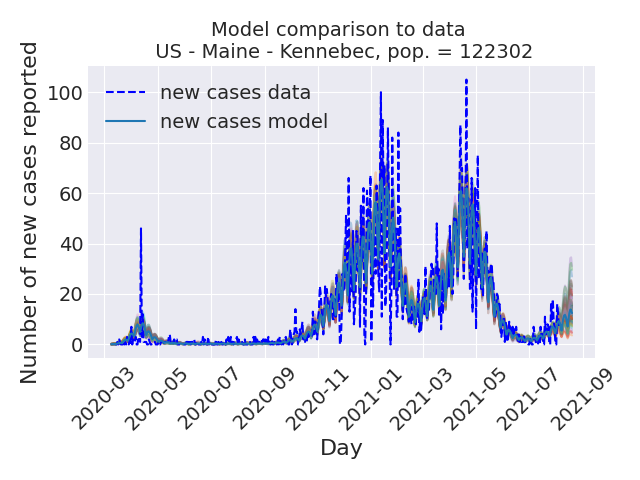 Model comparison to data
US - Maine - Kennebec, pop. = 122302
Number of new cases reported
100
80
60
40
20
0
new cases data
new cases model
2020-03
2020-05
2020-07
2020-09
2020-11
2021-01
2021-03
2021-05
2021-07
2021-09
Day